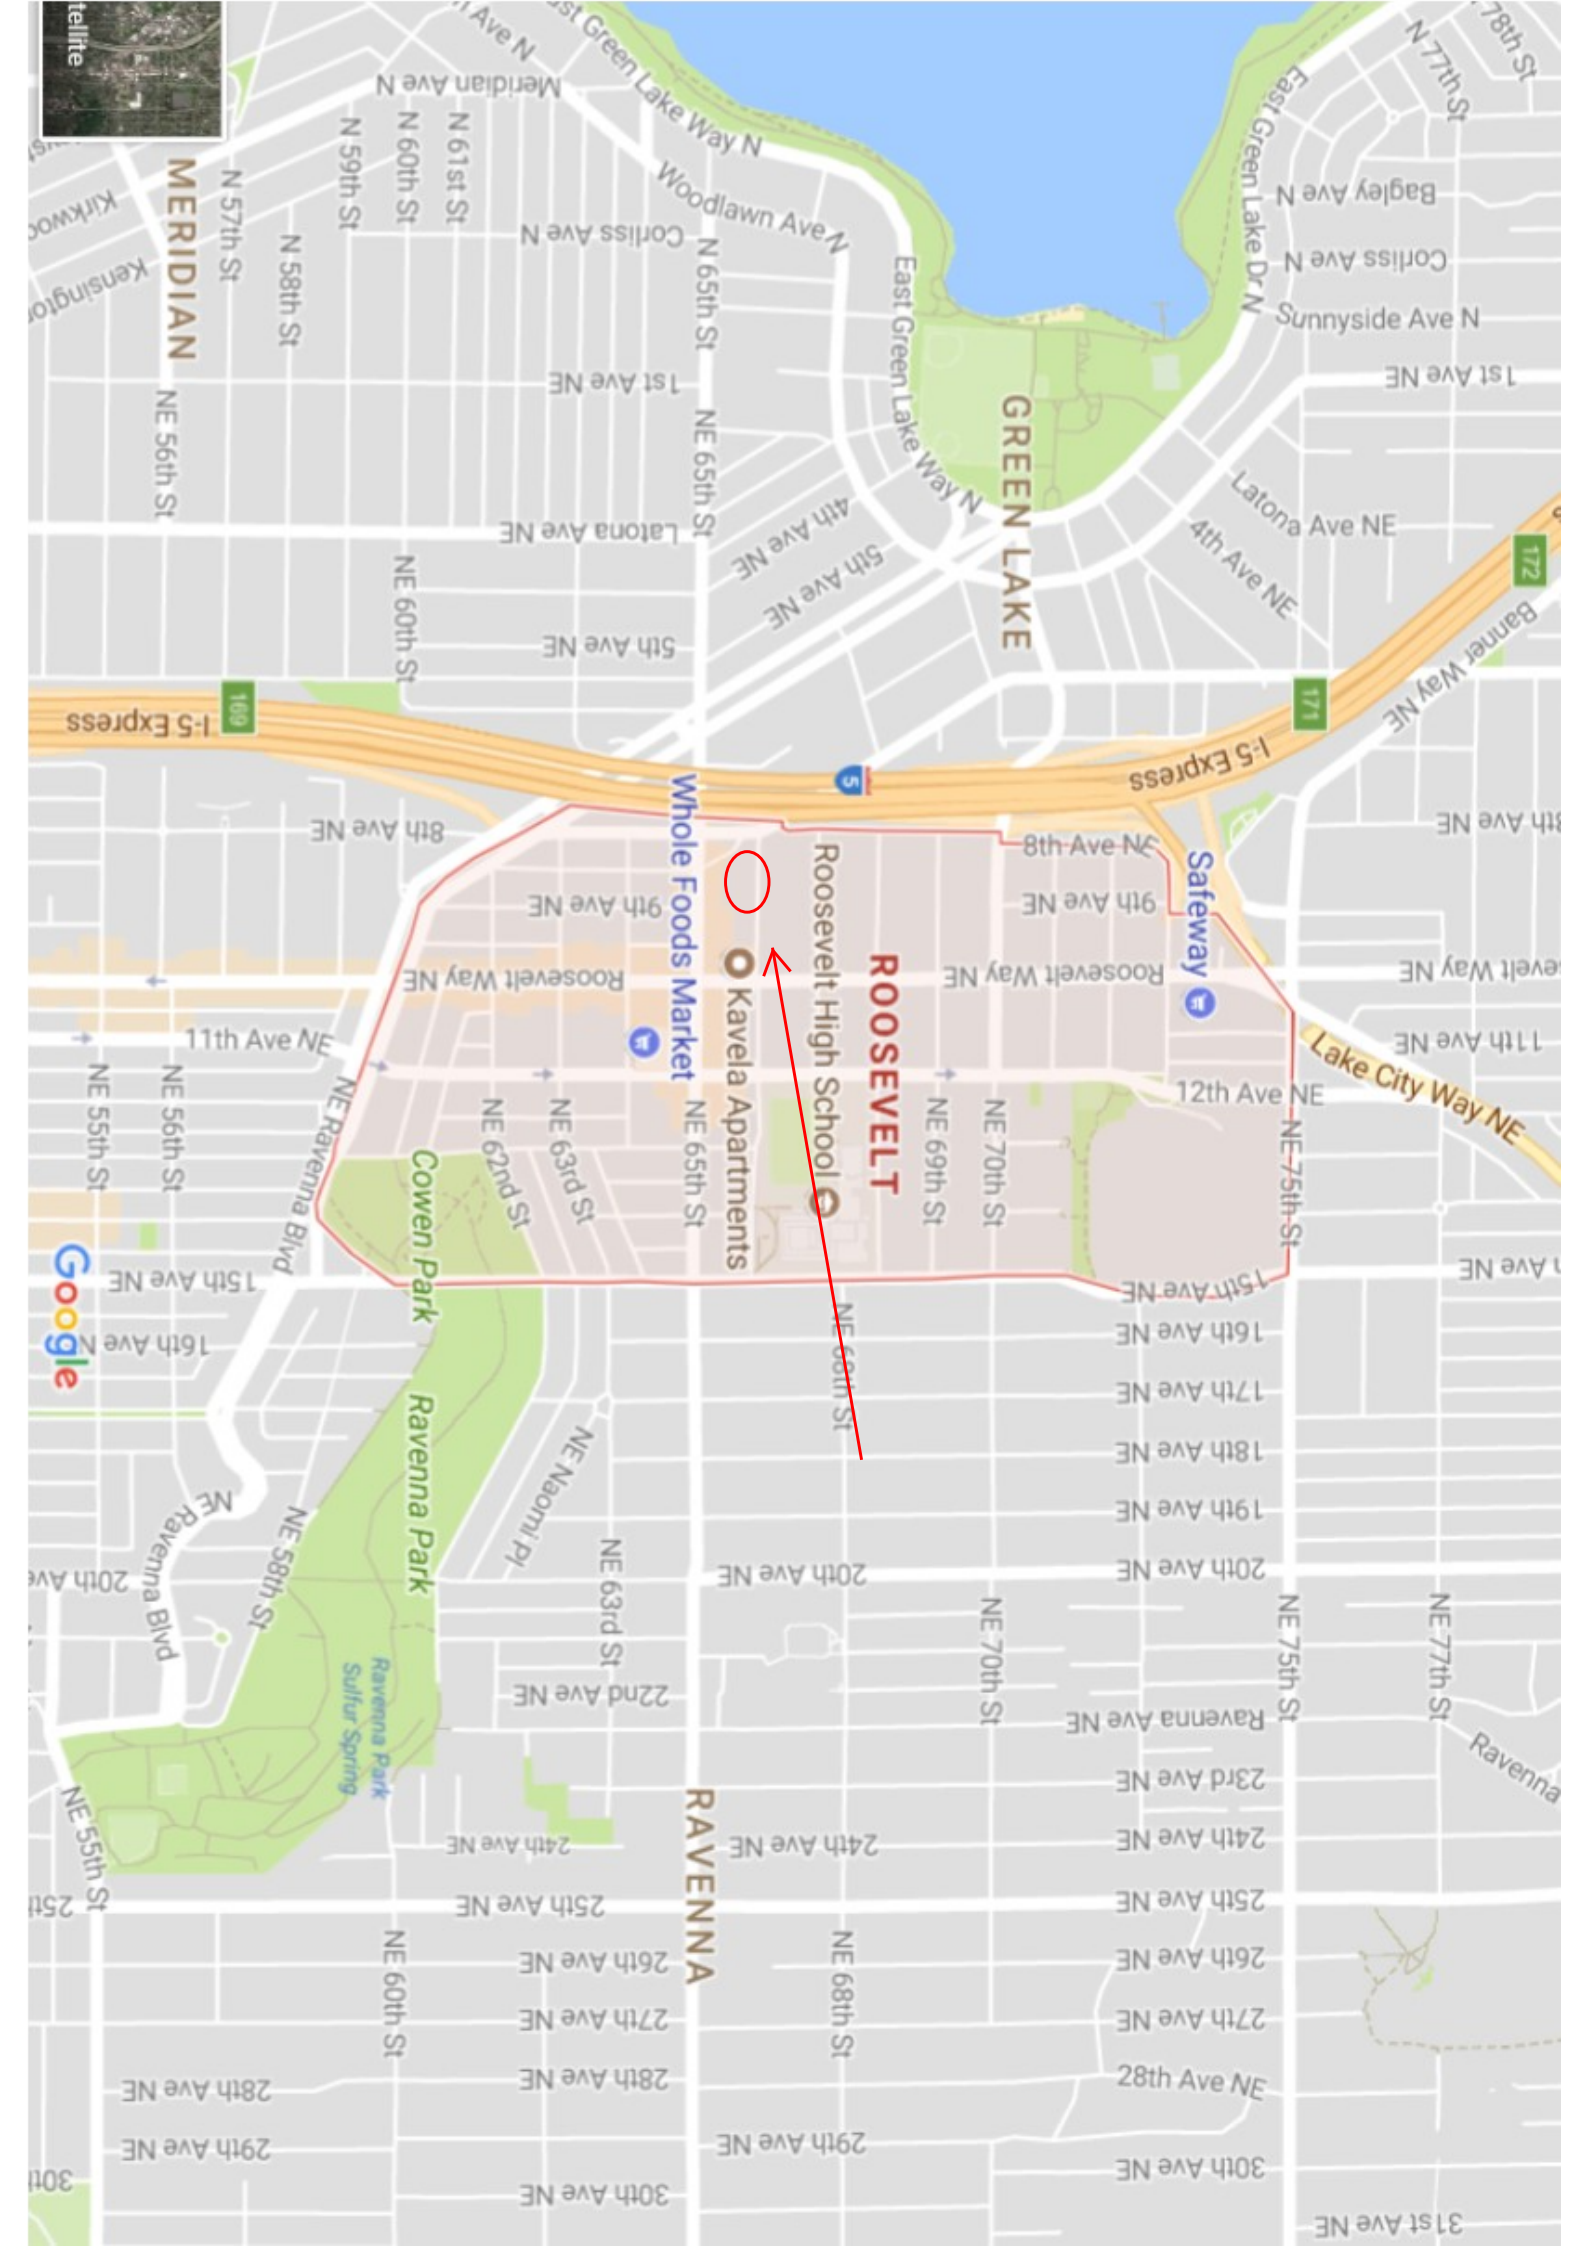 N 78th St
N 77th St
172
Banner Way NE
8th Ave NE
Roosevelt Way NE
11th Ave NE
NE 77th St
Ravenna
31st Ave NE
Bagley Ave N
Corliss Ave N
Sunnyside Ave N
1st Ave NE
Latona Ave NE
171
Lake City Way NE
East Green Lake Dr N
4th Ave NE
I-5 Express
Safeway
12th Ave NE
NE 75th St
NE 75th St
15th Ave NE
16th Ave NE
17th Ave NE
18th Ave NE
19th Ave NE
20th Ave NE
Ravenna Ave NE
23rd Ave NE
24th Ave NE
25th Ave NE
26th Ave NE
27th Ave NE
28th Ave NE
30th Ave NE
GREEN LAKE
8th Ave NE
9th Ave NE
Roosevelt Way NE
NE 70th St
NE 69th St
NE 70th St
East Green Lake Way N
ROOSEVELT
5
Roosevelt High School
NE 68th St
NE 68th St
Woodlawn Ave N
4th Ave NE
5th Ave NE
Kavela Apartments
20th Ave NE
24th Ave NE
29th Ave NE
East Green Lake Way N
N 65th St
NE 65th St
Whole Foods Market
NE 65th St
RAVENNA
Corliss Ave N
1st Ave NE
Latona Ave NE
5th Ave NE
9th Ave NE
Roosevelt Way NE
NE 63rd St
NE 62nd St
NE Naomi Pl
NE 63rd St
22nd Ave NE
24th Ave NE
25th Ave NE
26th Ave NE
27th Ave NE
28th Ave NE
30th Ave NE
Meridian Ave N
N 61st St
N 60th St
N 59th St
NE 60th St
8th Ave NE
Cowen Park
Ravenna Park
Ravenna Park
Sulfur Spring
NE 60th St
N 58th St
N 57th St
169
11th Ave NE
NE Ravenna Blvd
NE 58th St
MERIDIAN
NE 56th St
I-5 Express
NE 56th St
15th Ave NE
16th Ave N
NE Ravenna Blvd
28th Ave NE
29th Ave NE
Kirkwoo
Kensington
NE 55th St
20th Ave
NE 55th St
25th
30th
tellite
Google